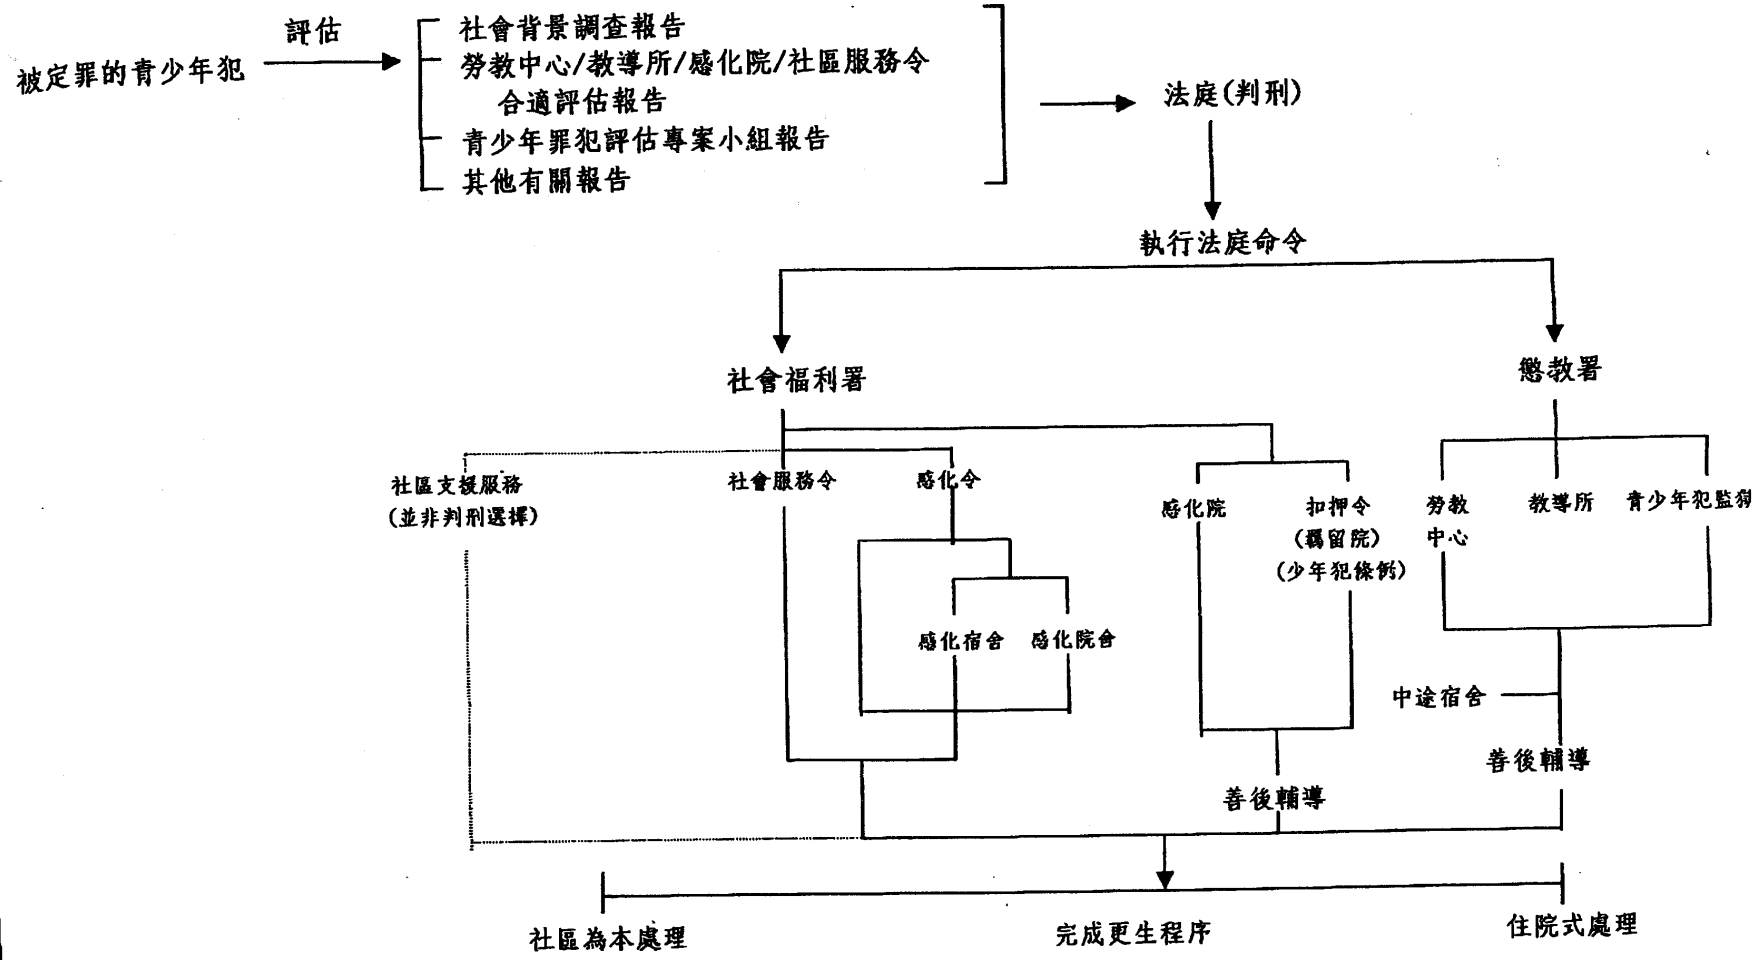 評估
被定罪的青少年犯
社會背景調查報告
勞教中心/教導所/感化院/社區服務令
合適評估報告
青少年罪犯評估專案小組報告
其他有關報告
法庭(判刑)
執行法庭命令
社會福利署
懲教署
社區支援服務
(並非判刑選擇)
社會服務令
感化令
感化院
扣押令
(羈留院)
(少年犯條例)
勞教
中心
教導所
青少年犯監獄
感化宿舍
感化院舍
中途宿舍
善後輔導
善後輔導
社區為本處理
完成更生程序
住院式處理